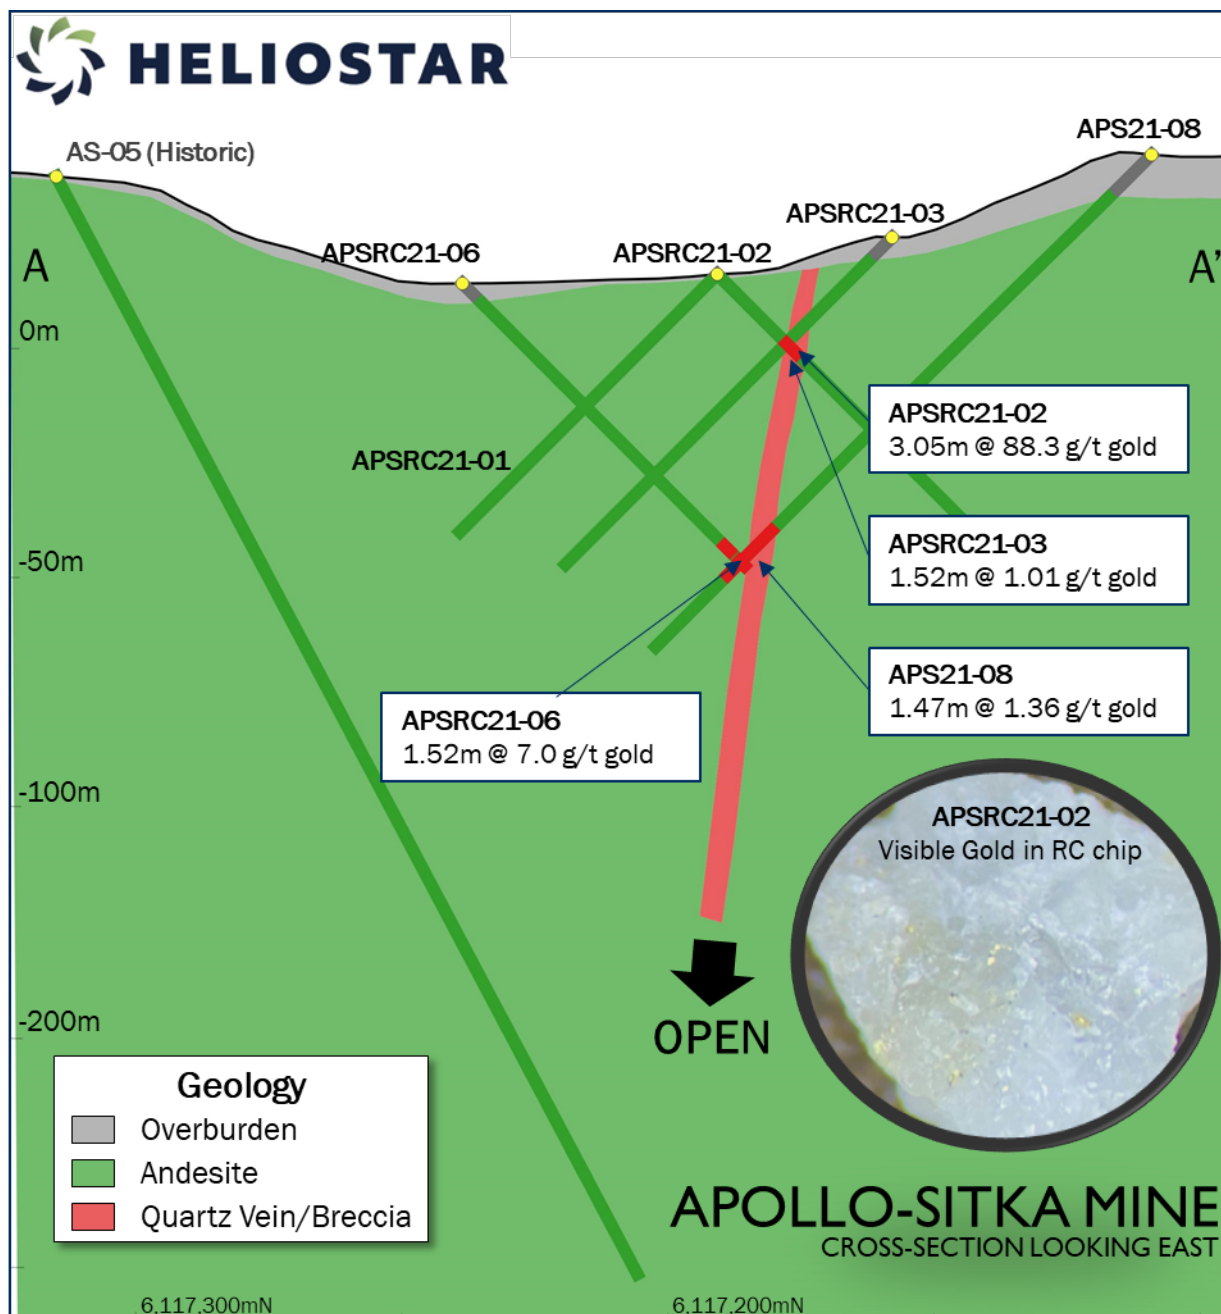 HELIOSTAR
APS21-08
AS-05 (Historic)
APSRC21-03
APSRC21-06
APSRC21-02
A
A'
0m
APSRC21-02
3.05m @ 88.3 g/t gold
APSRC21-01
APSRC21-03
1.52m @ 1.01 g/t gold
-50m
APS21-08
1.47m @ 1.36 g/t gold
APSRC21-06
1.52m @ 7.0 g/t gold
-100m
APSRC21-02
Visible Gold in RC chip
-200m
OPEN
Geology
Overburden
Andesite
Quartz Vein/Breccia
APOLLO-SITKA MINE
CROSS-SECTION LOOKING EAST
6,117,300mN
6,117,200mN